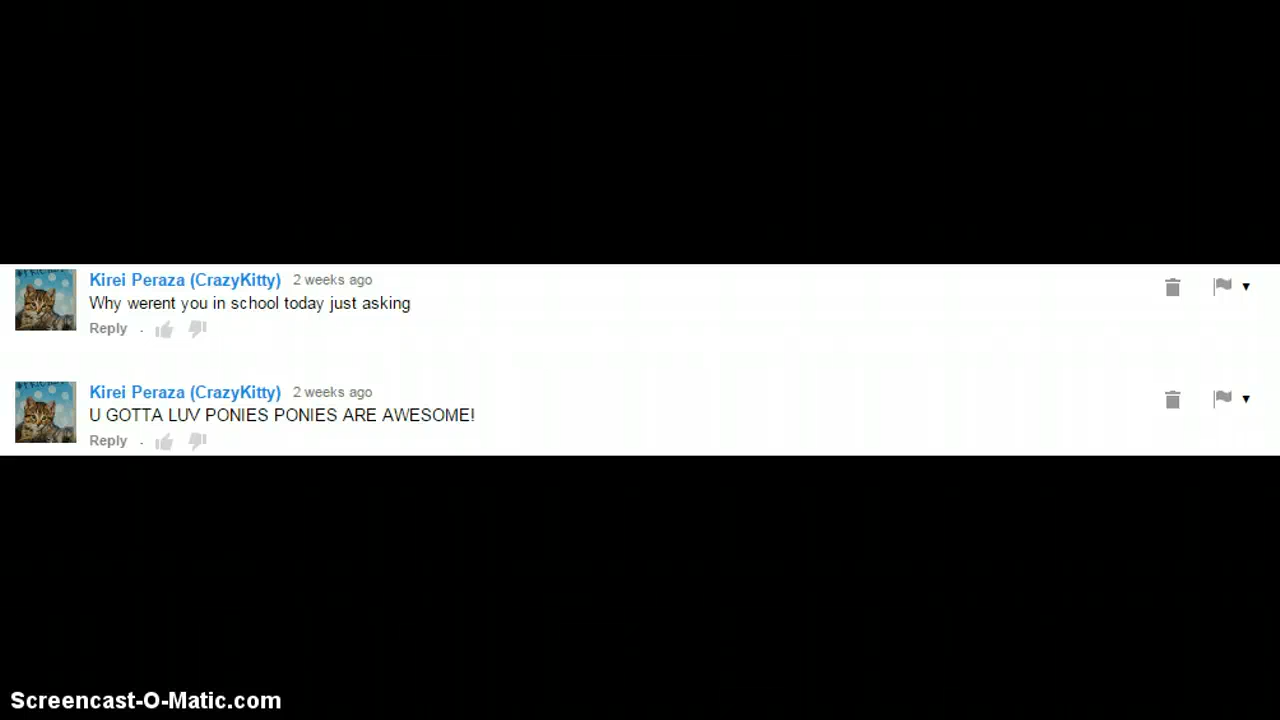 Kirei Peraza (CrazyKitty) 2 weeks ago
Why werent you in school today just asking
Reply .
Kirei Peraza (CrazyKitty) 2 weeks ago
U GOTTA LUV PONIES PONIES ARE AWESOME!
Reply .
Screencast-O-Matic.com